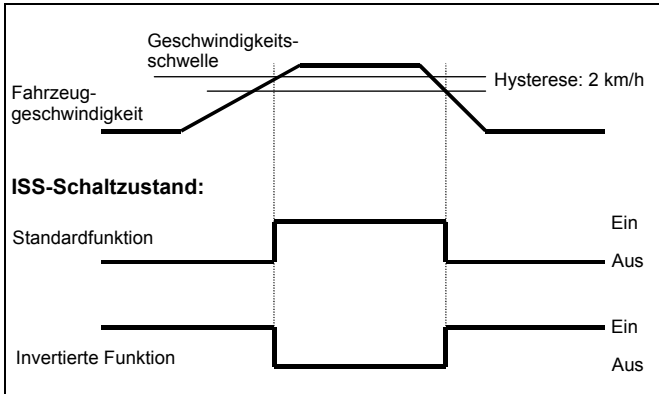 Geschwindigkeits-
schwelle
Hysterese: 2 km/h
Fahrzeug-
geschwindigkeit
ISS-Schaltzustand:
Ein
Standardfunktion
Aus
Ein
Invertierte Funktion
Aus